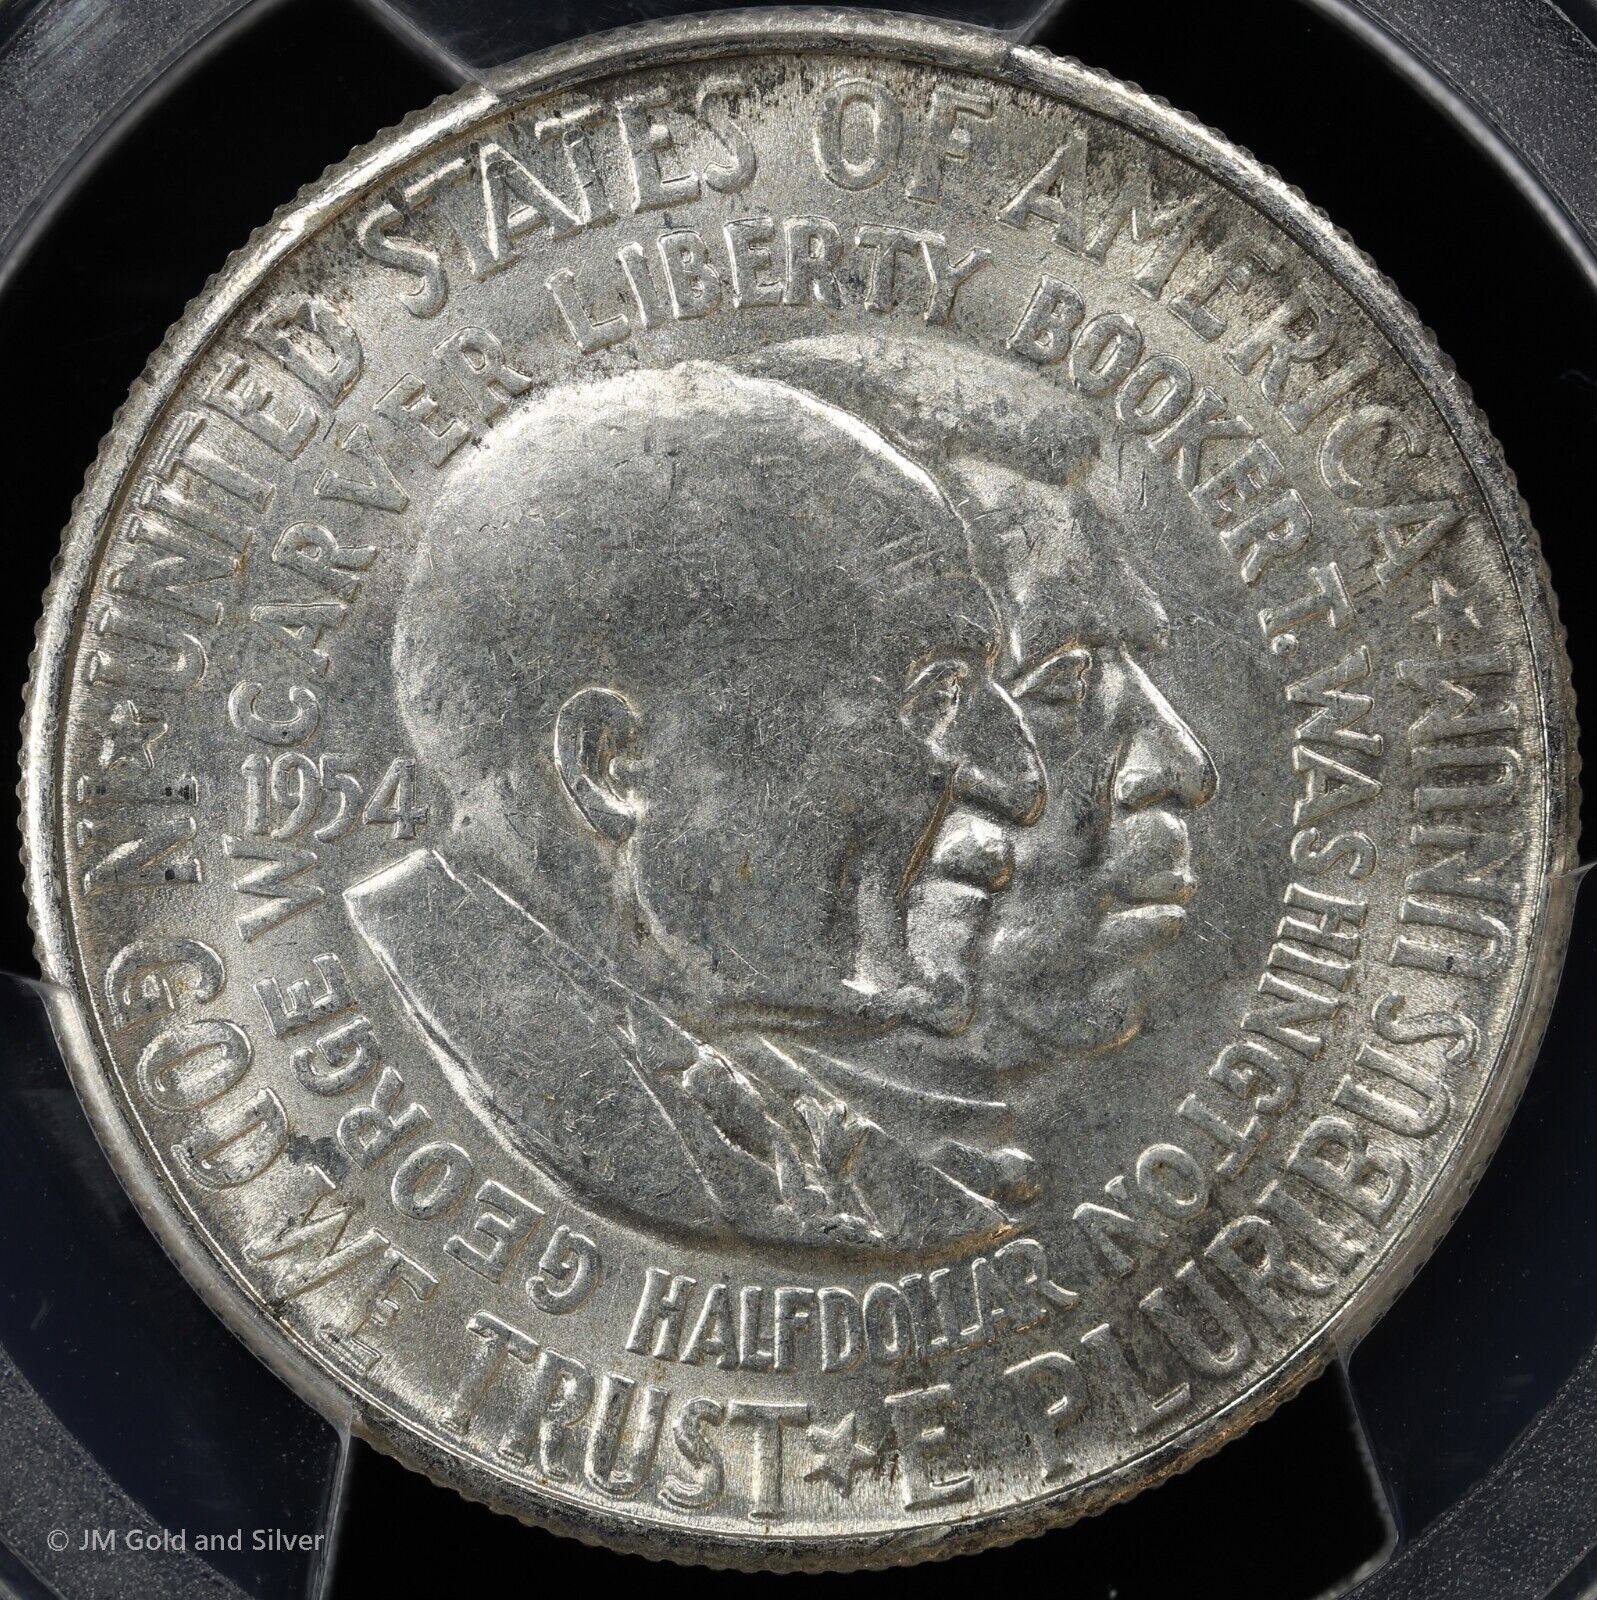 ★ UNITED STATES OF AMERICA ★
E PLURIBUS UNUM ★
IN GOD WE TRUST
GEORGE W CARVER LIBERTY BOOKER T. WASHINGTON
1954
HALF DOLLAR
© JM Gold and Silver